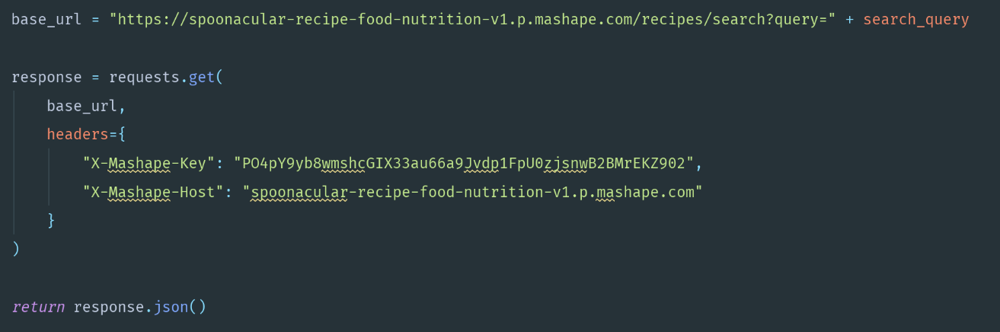 base_url = "https://spoonacular-recipe-food-nutrition-v1.p.mashape.com/recipes/search?query=" + search_query
response = requests.get(
base_url,
headers={
"X-Mashape-Key": "PO4pY9yb8wmshcGIX33au66a9Jvdp1FpU0zjsnwB2BMrEKZ902",
"X-Mashape-Host": "spoonacular-recipe-food-nutrition-v1.p.mashape.com"
}
)
return response.json()